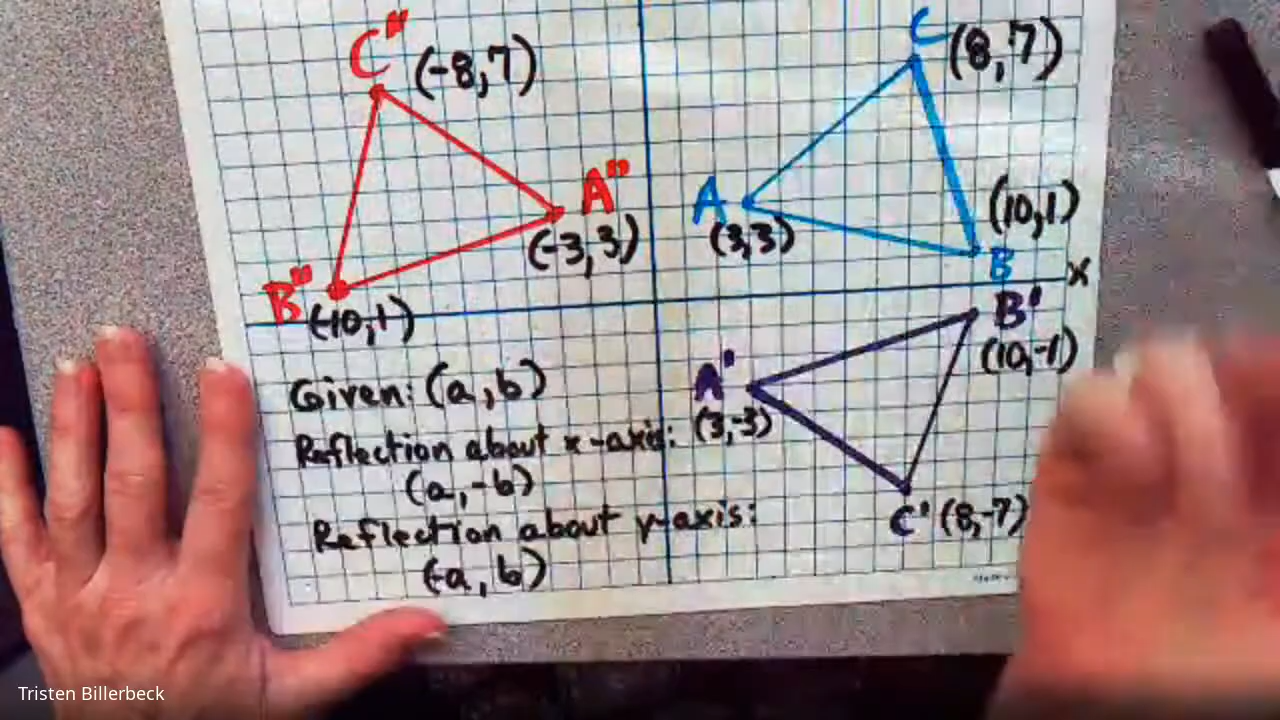 C" (-8,7)
C (8,7)
A"
(-3,3)
A
(3,3)
(10,1)
B
x
B"
(-10,1)
B'
(10,-1)
A'
(3,-3)
C' (8,-7)
Given: (a,b)
Reflection about x-axis:
(a,-b)
Reflection about y-axis:
(-a,b)
Tristen Billerbeck